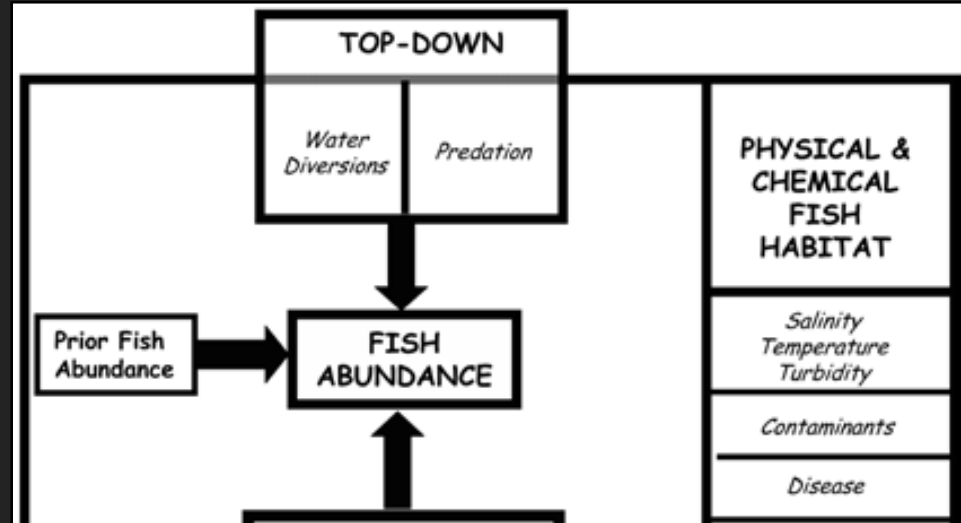 TOP-DOWN
Water
Diversions
Predation
Prior Fish
Abundance
FISH
ABUNDANCE
PHYSICAL &
CHEMICAL
FISH
HABITAT
Salinity
Temperature
Turbidity
Contaminants
Disease